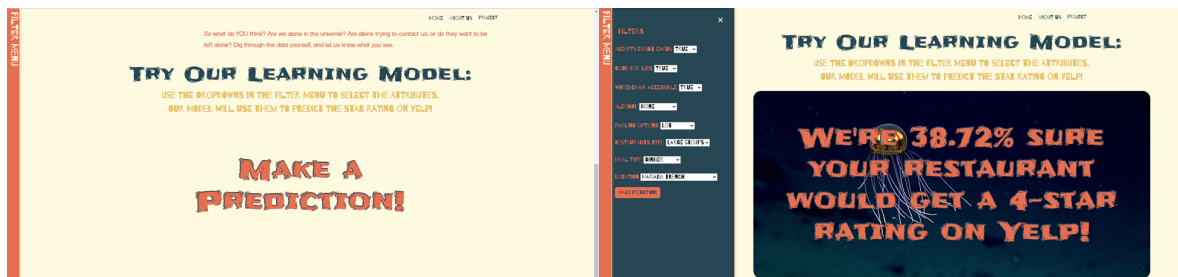 FILTER MENU
HOME ABOUT US PROJECT
So what do YOU think? Are we alone in the universe? Are aliens trying to contact us, or do they want to be
left alone? Dig through the data yourself, and let us know what you see.
TRY OUR LEARNING MODEL:
USE THE DROPDOWNS IN THE FILTER MENU TO SELECT THE ATTRIBUTES.
OUR MODEL WILL USE THEM TO PREDICT THE STAR RATING ON YELP!
MAKE A
PREDICTION!
FILTER MENU
×
FILTERS
ACCEPTS CREDIT CARDS TRUE
GOOD FOR KIDS TRUE
WHEELCHAIR ACCESSIBLE TRUE
ALCOHOL NONE
PARKING OPTIONS LOT
RESTAURANTS TYPE LARGE GROUPS
MEAL TYPE DINNER
LOCATION MARIANA TRENCH
MAKE PREDICTION!
HOME ABOUT US PROJECT
TRY OUR LEARNING MODEL:
USE THE DROPDOWNS IN THE FILTER MENU TO SELECT THE ATTRIBUTES.
OUR MODEL WILL USE THEM TO PREDICT THE STAR RATING ON YELP!
WE'RE 38.72% SURE
YOUR RESTAURANT
WOULD GET A 4-STAR
RATING ON YELP!